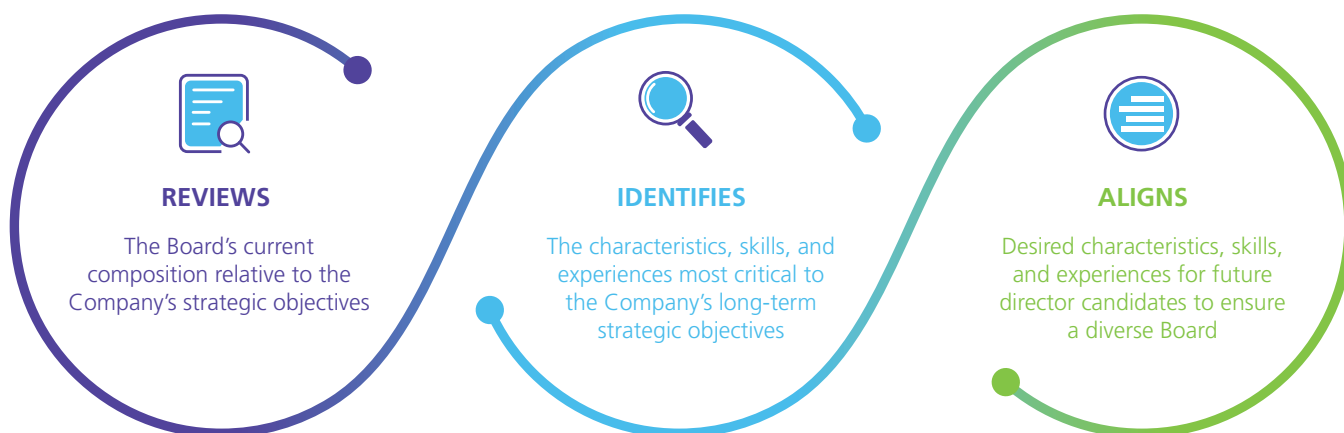 REVIEWS
The Board’s current
composition relative to the
Company’s strategic objectives
IDENTIFIES
The characteristics, skills, and
experiences most critical to
the Company’s long-term
strategic objectives
ALIGNS
Desired characteristics, skills,
and experiences for future
director candidates to ensure
a diverse Board